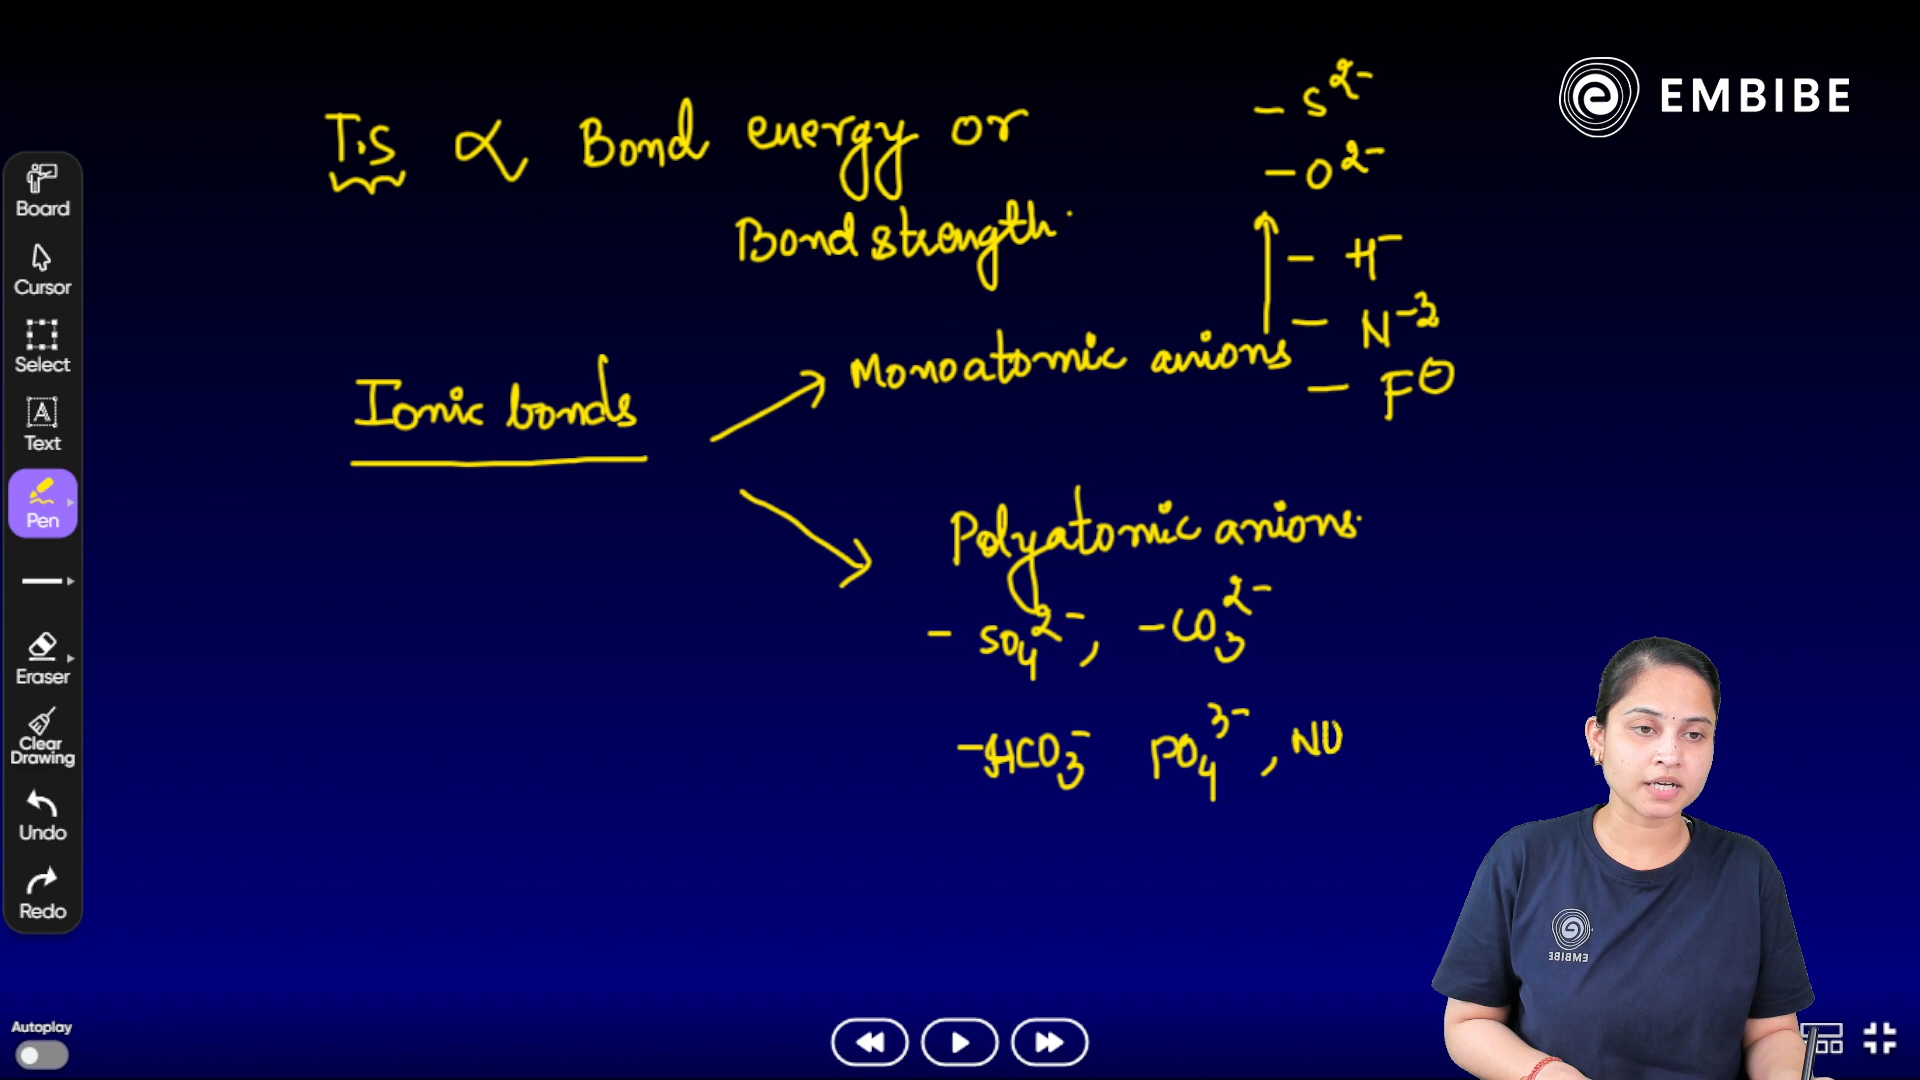 EMBIBE
T.S ∝ Bond energy or
Bond strength.
- S²⁻
- O²⁻
- H⁻
- N⁻³
- F⊖
Ionic bonds
Monoatomic anions
Polyatomic anions.
- SO₄²⁻, - CO₃²⁻
- HCO₃⁻ PO₄³⁻, NO
Board
Cursor
Select
Text
Pen
Eraser
Clear
Drawing
Undo
Redo
Autoplay
EMBIBE